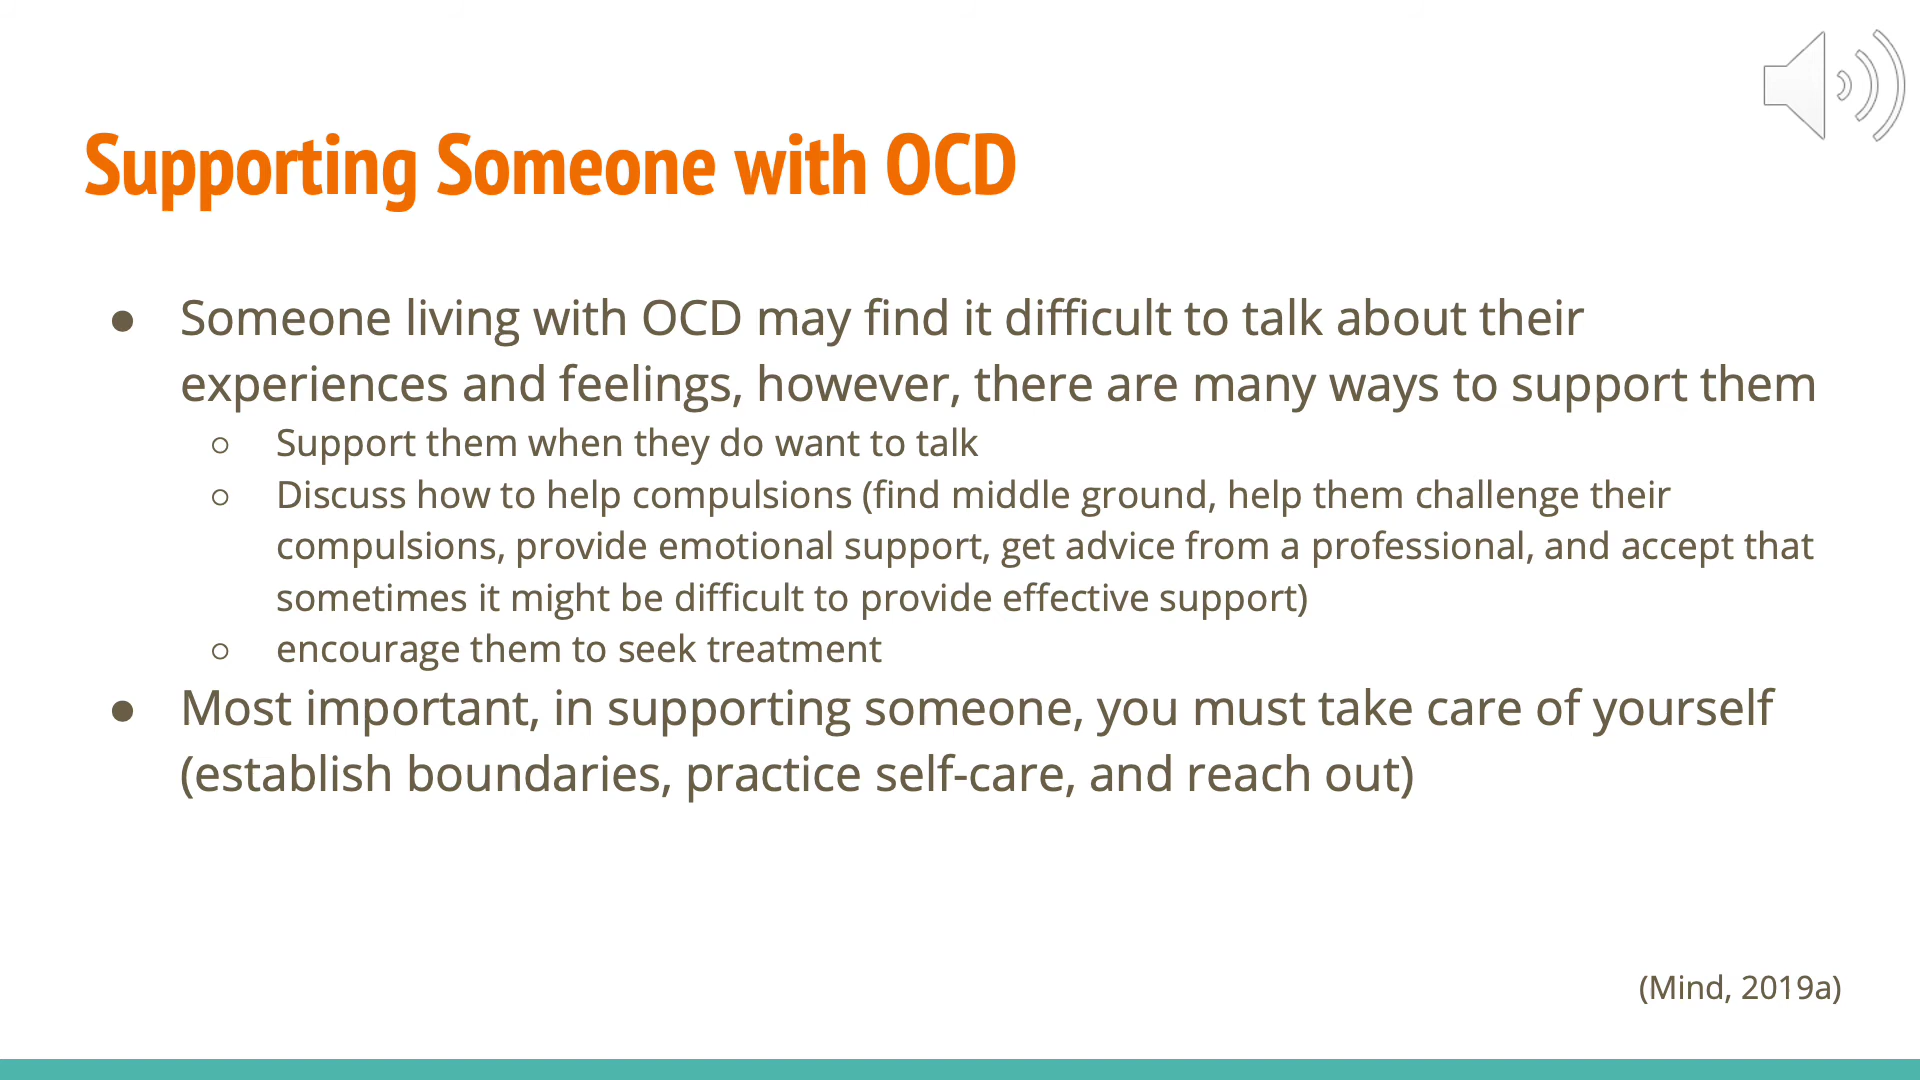 Supporting Someone with OCD
● Someone living with OCD may find it difficult to talk about their
experiences and feelings, however, there are many ways to support them
○ Support them when they do want to talk
○ Discuss how to help compulsions (find middle ground, help them challenge their
compulsions, provide emotional support, get advice from a professional, and accept that
sometimes it might be difficult to provide effective support)
○ encourage them to seek treatment
● Most important, in supporting someone, you must take care of yourself
(establish boundaries, practice self-care, and reach out)
(Mind, 2019a)